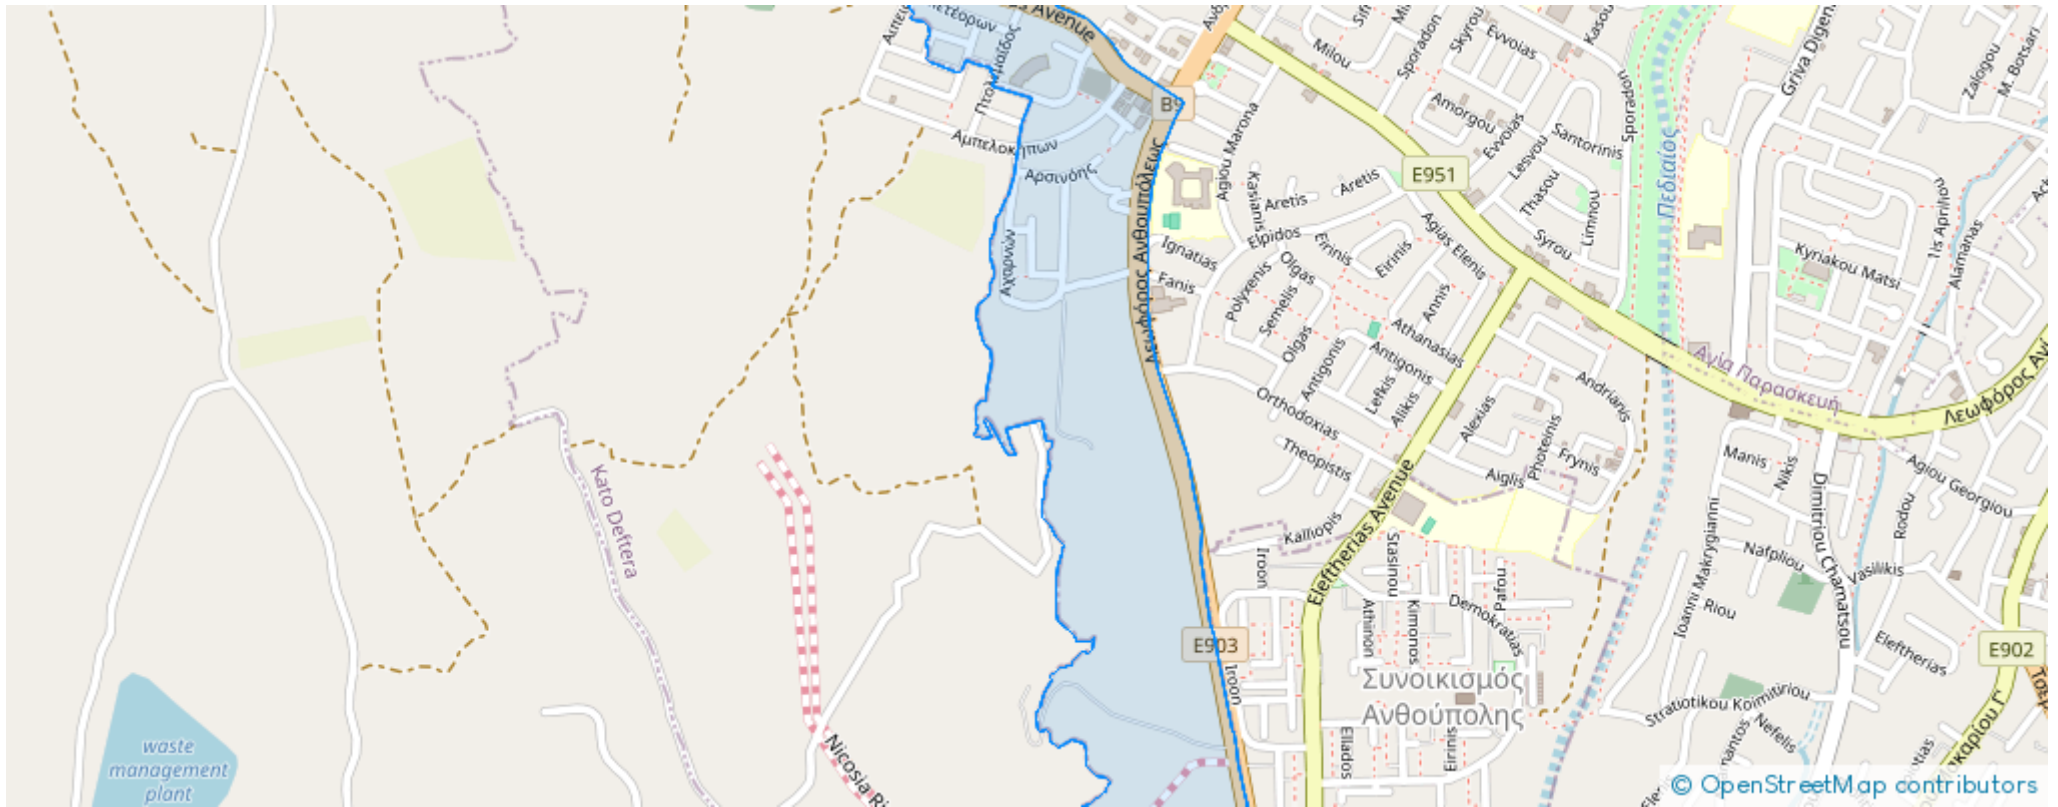 Πτολεμαΐδος
Αμπελοκήπων
Αρσινόης
Αχαρνών
Λεωφόρος Ανθουπόλεως
B9
Milou
Sporadon
Skyrou
Evvoias
Kasou
Amorgou
Evvoias
Santorinis
Sporadon
Lesvou
Thasou
Limnou
Syrou
E951
Agiou Marona
Kasianis
Aretis
Aretis
Elpidos
Ignatias
Fanis
Eirinis
Eirinis
Agias Elenis
Polyxenis
Olgas
Semelis
Olgas
Annis
Athanasias
Antigonis
Antigonis
Lefkis
Alikis
Orthodoxias
Theopistis
Alexias
Photeinis
Andrianis
Frynis
Aiglis
Kalliopis
Eleftherias Avenue
Iroon
Stasinou
Athinon
Kimonos
Demokratias
Pafou
E903
Iroon
Συνοικισμός
Ανθούπολης
Ellados
Eirinis
Πεδιαίος
Griva Digeni
Zalogou
M. Botsari
1is Apriliou
Alamanas
Kyriakou Matsi
Αγία Παρασκευή
Manis
Nikis
Dimitriou Chamatsou
Agiou Georgiou
Rodou
Ioanni Makrygianni
Nafpliou
Vasilikis
Riou
Eleftherias
E902
Stratiotikou Koimitiriou
Nefelis
Kato Deftera
waste
management
plant
© OpenStreetMap contributors